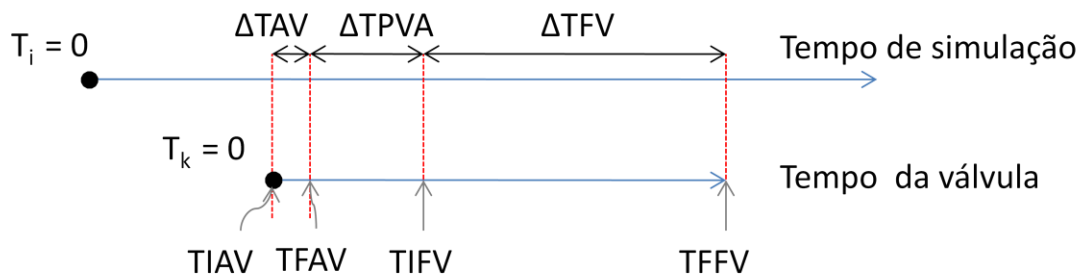 ΔTAV ΔTPVA ΔTFV
Ti = 0 Tempo de simulação
Tk = 0 Tempo da válvula
TIAV TFAV TIFV TFFV